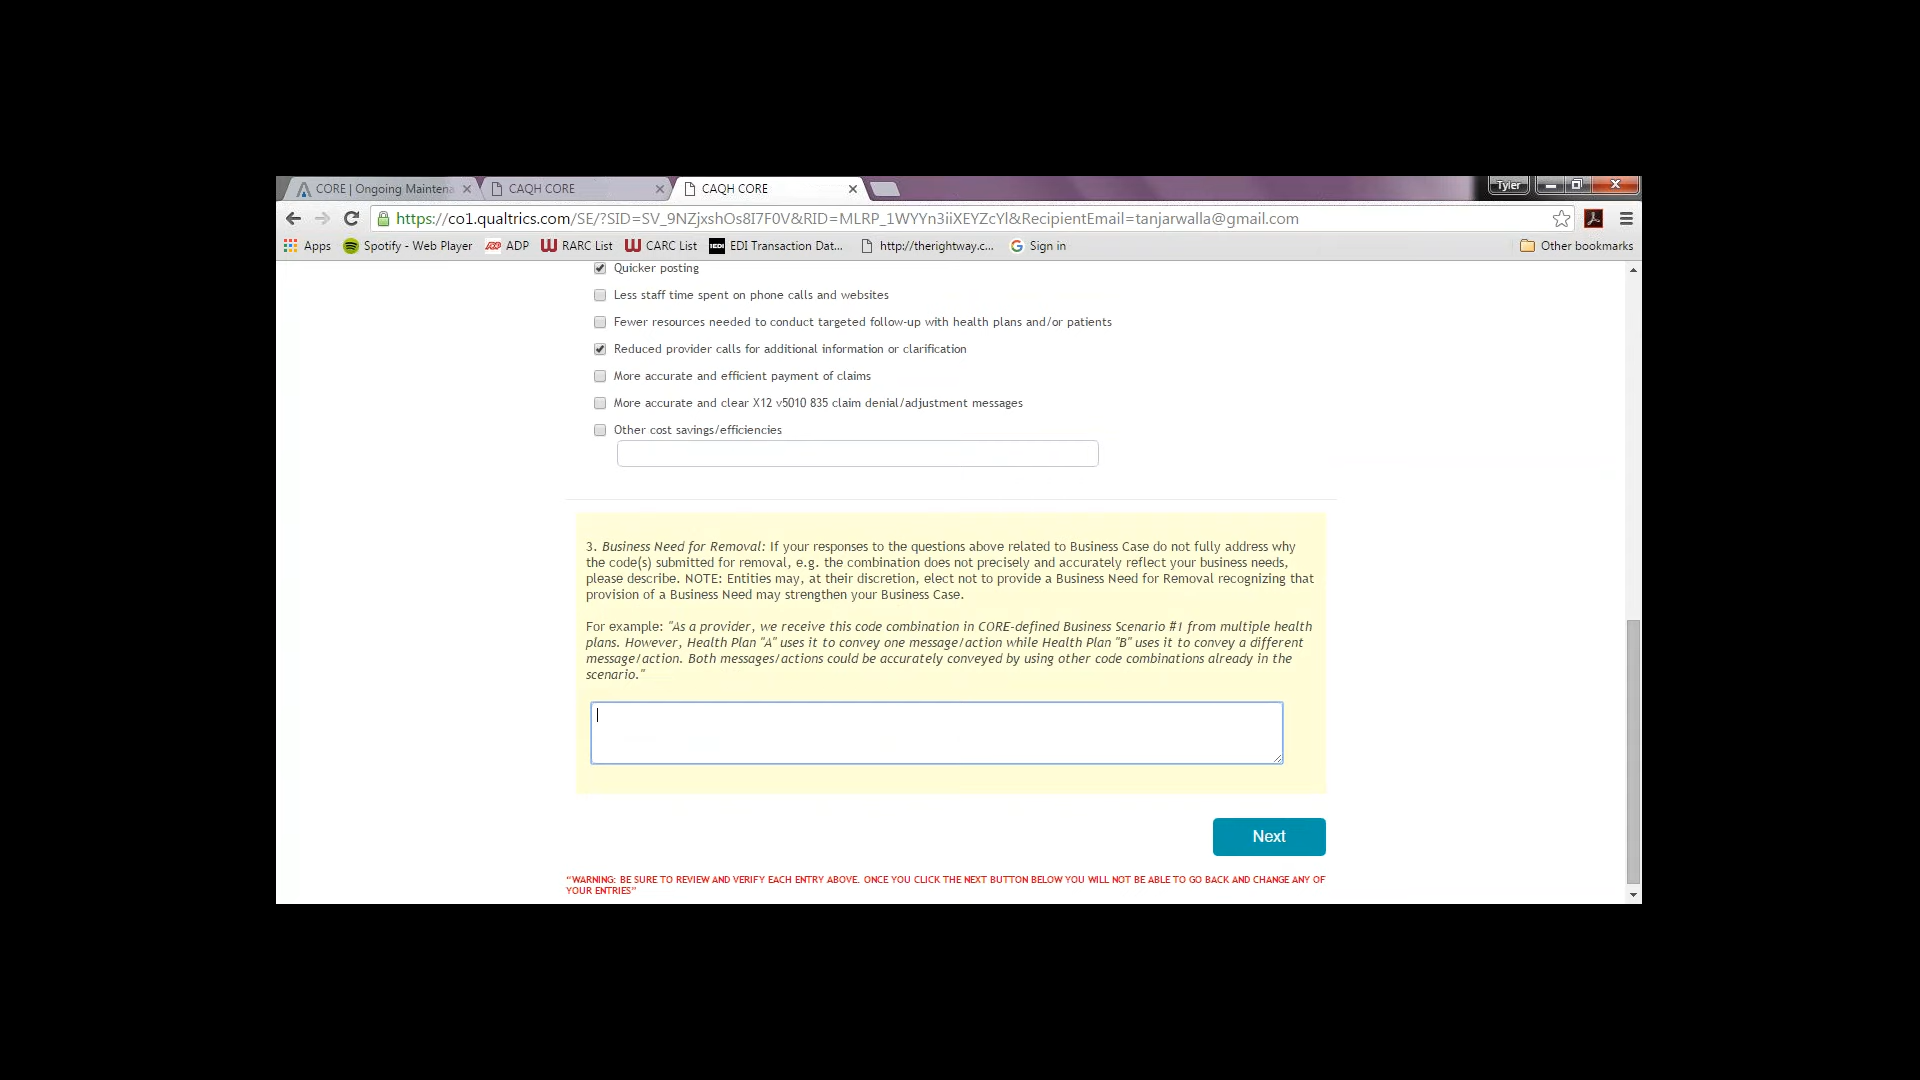 Tyler
CORE | Ongoing Maintena
CAQH CORE
CAQH CORE
https://co1.qualtrics.com/SE/?SID=SV_9NZjxshOs8I7F0V&RID=MLRP_1WYYn3iiXEYZcYl&RecipientEmail=tanjarwalla@gmail.com
Apps Spotify - Web Player ADP RARC List CARC List EDI Transaction Dat... http://therightway.c... Sign in Other bookmarks
Quicker posting
Less staff time spent on phone calls and websites
Fewer resources needed to conduct targeted follow-up with health plans and/or patients
Reduced provider calls for additional information or clarification
More accurate and efficient payment of claims
More accurate and clear X12 v5010 835 claim denial/adjustment messages
Other cost savings/efficiencies
3. Business Need for Removal: If your responses to the questions above related to Business Case do not fully address why
the code(s) submitted for removal, e.g. the combination does not precisely and accurately reflect your business needs,
please describe. NOTE: Entities may, at their discretion, elect not to provide a Business Need for Removal recognizing that
provision of a Business Need may strengthen your Business Case.
For example: "As a provider, we receive this code combination in CORE-defined Business Scenario #1 from multiple health
plans. However, Health Plan "A" uses it to convey one message/action while Health Plan "B" uses it to convey a different
message/action. Both messages/actions could be accurately conveyed by using other code combinations already in the
scenario."
Next
"WARNING: BE SURE TO REVIEW AND VERIFY EACH ENTRY ABOVE. ONCE YOU CLICK THE NEXT BUTTON BELOW YOU WILL NOT BE ABLE TO GO BACK AND CHANGE ANY OF
YOUR ENTRIES"